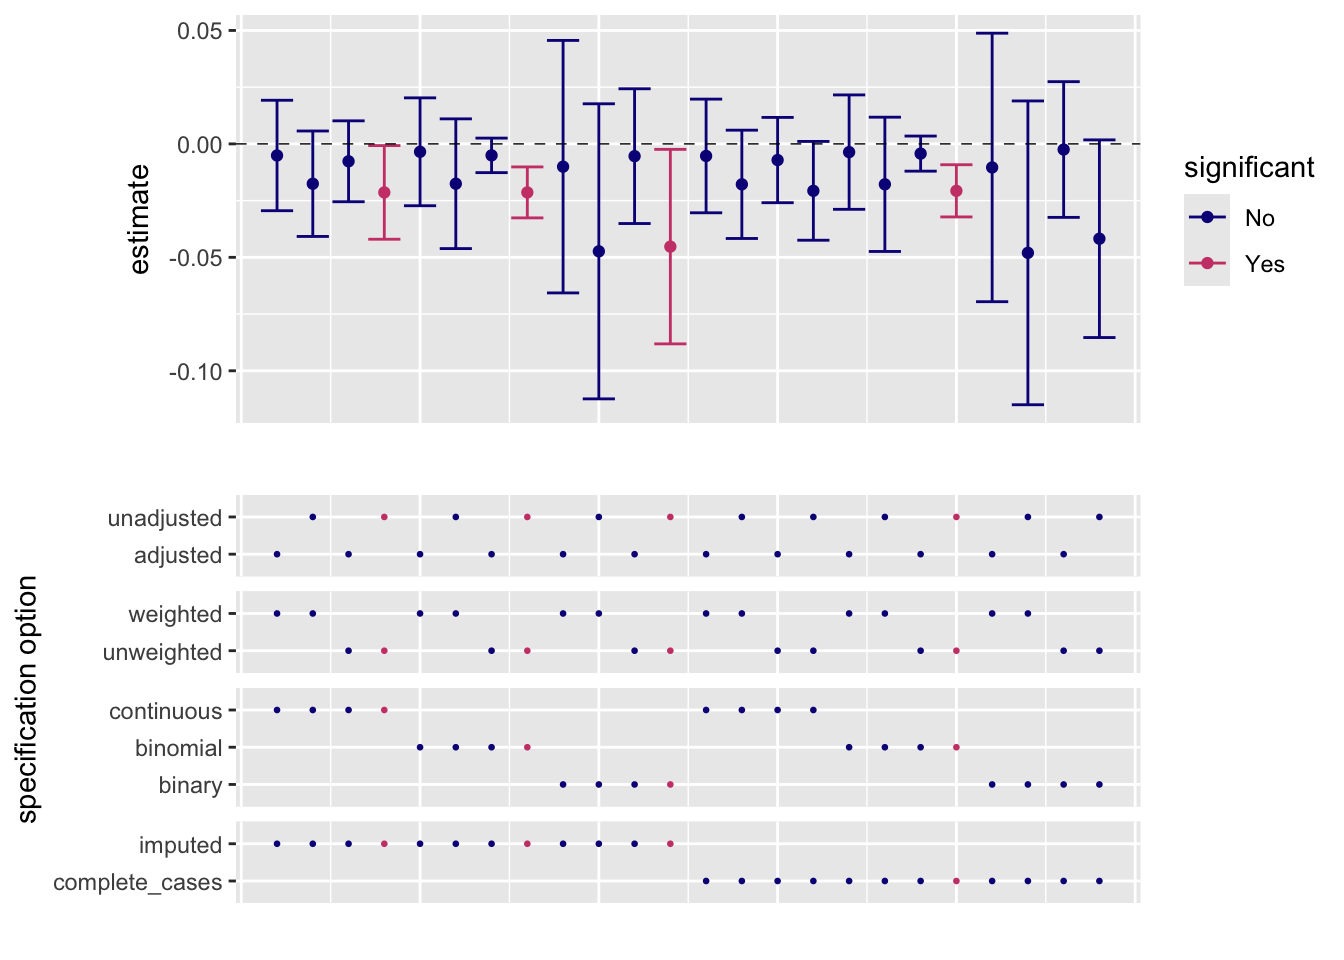 0.05
0.00
-0.05
-0.10
estimate
significant
No
Yes
unadjusted
adjusted
weighted
unweighted
continuous
binomial
binary
imputed
complete_cases
specification option